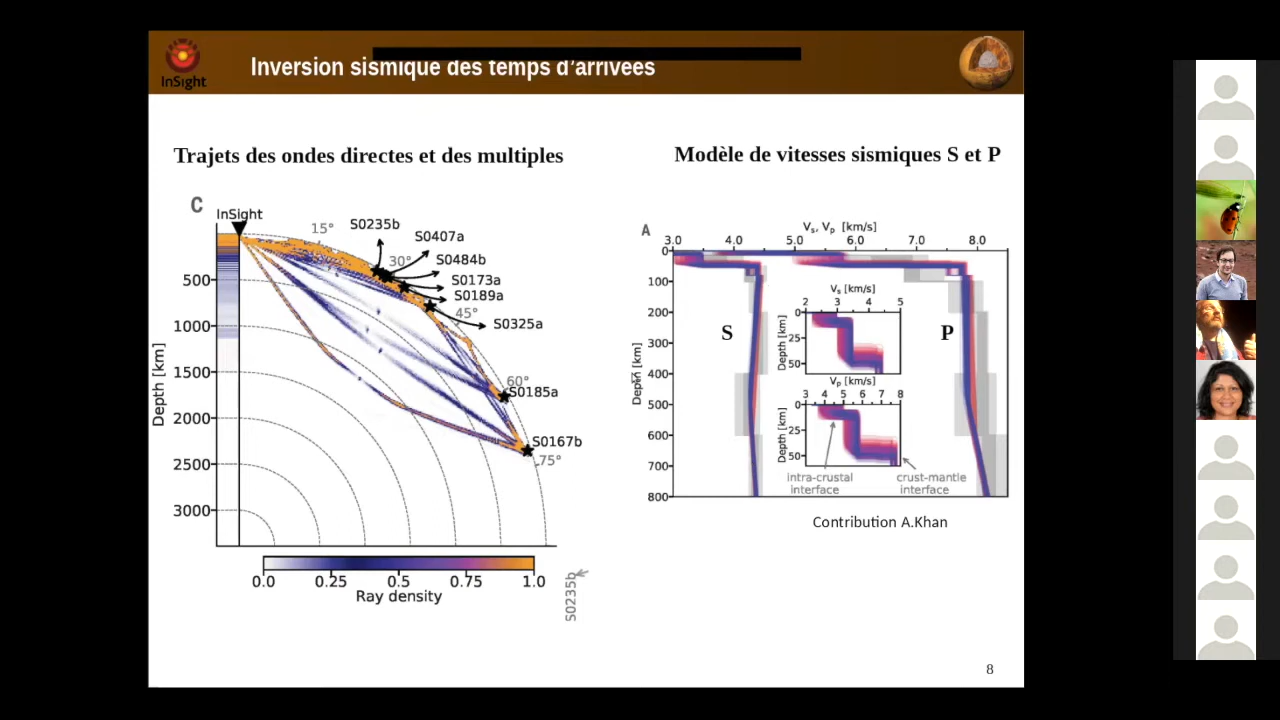 InSight
Inversion sismique des temps d'arrivées
Trajets des ondes directes et des multiples
Modèle de vitesses sismiques S et P
C
InSight
15°
S0235b
S0407a
30°
S0484b
S0173a
S0189a
45°
S0325a
60°
S0185a
S0167b
75°
500
1000
1500
2000
2500
3000
Depth [km]
0.0 0.25 0.5 0.75 1.0
Ray density
S0235b
A
Vs, Vp [km/s]
3.0 4.0 5.0 6.0 7.0 8.0
0
100
200
300
400
500
600
700
800
Depth [km]
S
P
Vs [km/s]
2 3 4 5
0
25
50
Depth [km]
Vp [km/s]
3 4 5 6 7 8
0
25
50
Depth [km]
intra-crustal
interface
crust-mantle
interface
Contribution A.Khan
8